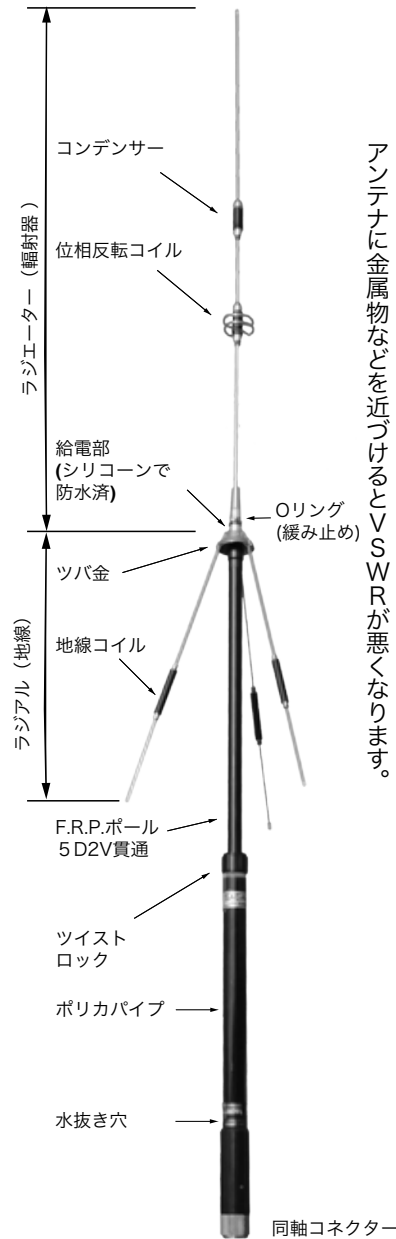 コンデンサー
位相反転コイル
ラジエーター（輻射器）
給電部
(シリコーンで
防水済)
Oリング
(緩み止め)
ツバ金
地線コイル
ラジアル（地線）
F.R.P.ポール
５D2V貫通
ツイスト
ロック
ポリカパイプ
水抜き穴
同軸コネクター
アンテナに金属物などを近づけるとＶＳＷＲが悪くなります。